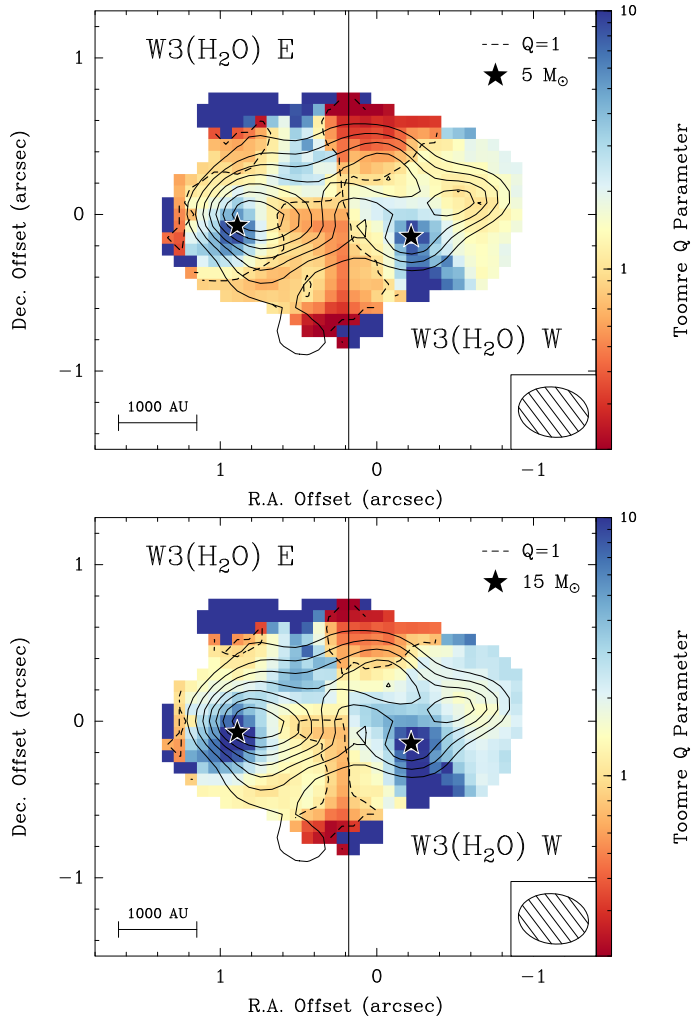 W3(H₂O) E
Q=1
5 M⊙
W3(H₂O) W
1000 AU
1
0
−1
Dec. Offset (arcsec)
1
0
−1
R.A. Offset (arcsec)
10
1
Toomre Q Parameter
W3(H₂O) E
Q=1
15 M⊙
W3(H₂O) W
1000 AU
1
0
−1
Dec. Offset (arcsec)
1
0
−1
R.A. Offset (arcsec)
10
1
Toomre Q Parameter